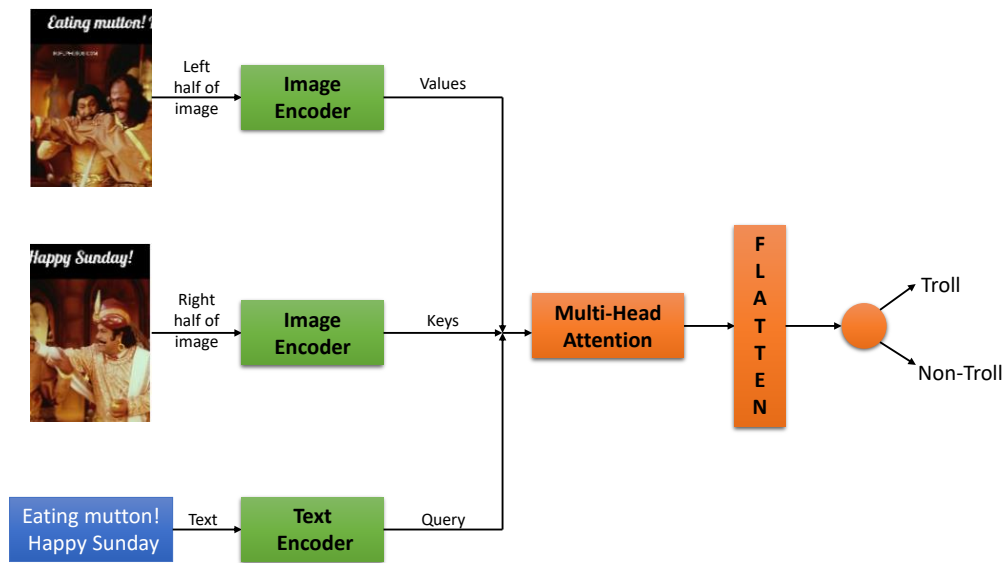 Eating mutton!
Left
half of
image
Image
Encoder
Values
Happy Sunday!
Right
half of
image
Image
Encoder
Keys
Multi-Head
Attention
F
L
A
T
T
E
N
Troll
Non-Troll
Eating mutton!
Happy Sunday
Text
Text
Encoder
Query